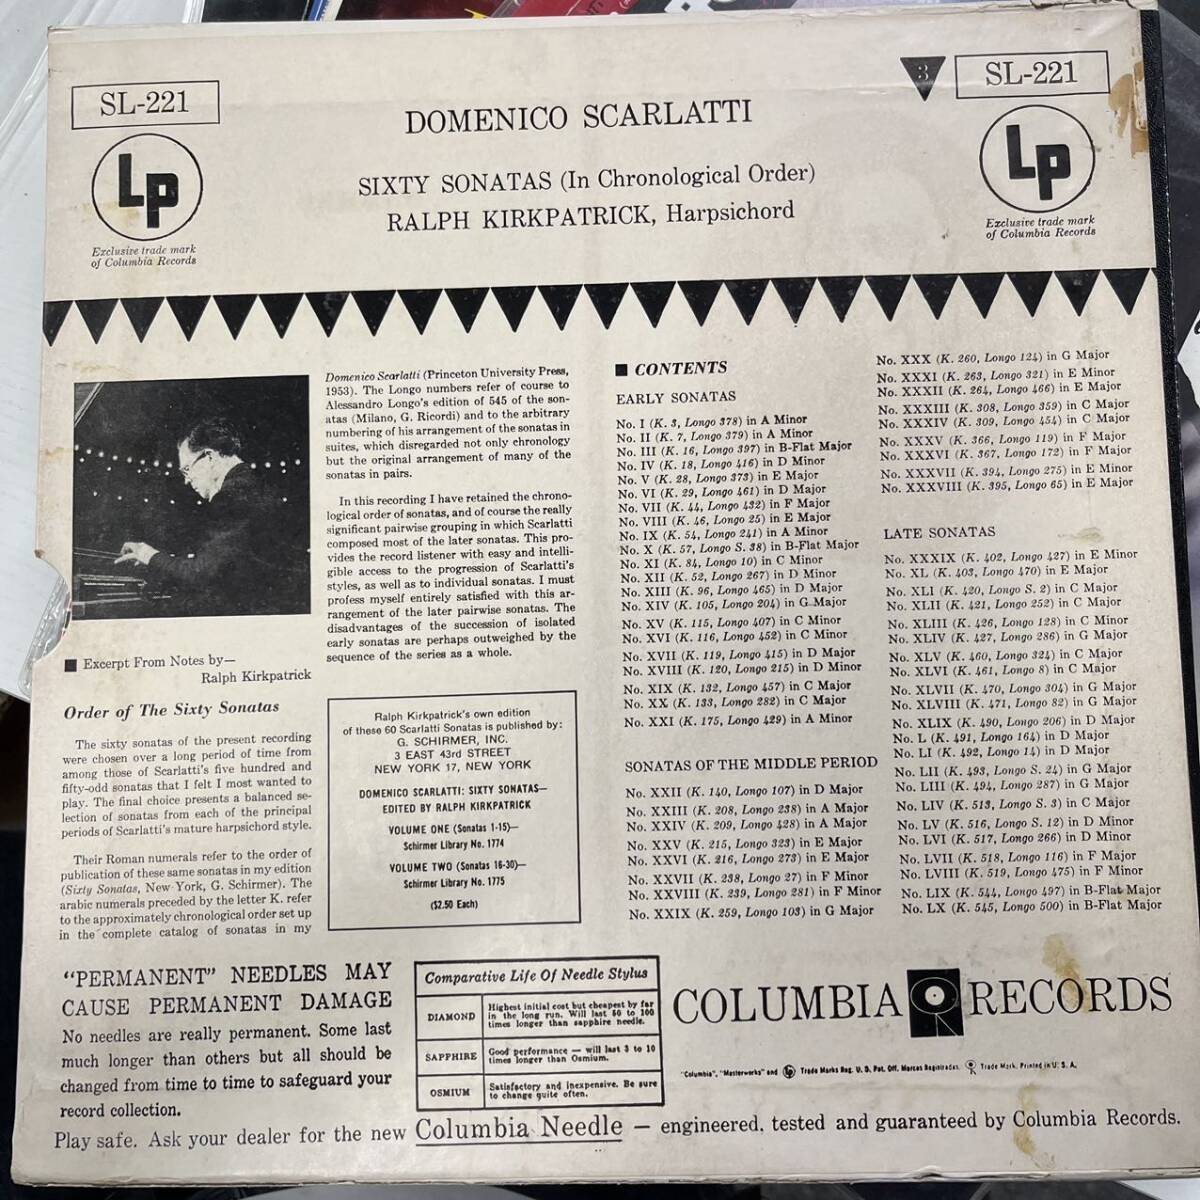 SL-221
LP
Exclusive trade mark
of Columbia Records
DOMENICO SCARLATTI
SIXTY SONATAS (In Chronological Order)
RALPH KIRKPATRICK, Harpsichord
3
SL-221
LP
Exclusive trade mark
of Columbia Records
■ Excerpt From Notes by—
Ralph Kirkpatrick
Order of The Sixty Sonatas
The sixty sonatas of the present recording
were chosen over a long period of time from
among those of Scarlatti's five hundred and
fifty-odd sonatas that I felt I most wanted to
play. The final choice presents a balanced se-
lection of sonatas from each of the principal
periods of Scarlatti's mature harpsichord style.
Their Roman numerals refer to the order of
publication of these same sonatas in my edition
(Sixty Sonatas, New York, G. Schirmer). The
arabic numerals preceded by the letter K. refer
to the approximately chronological order set up
in the complete catalog of sonatas in my
Domenico Scarlatti (Princeton University Press,
1953). The Longo numbers refer of course to
Alessandro Longo's edition of 545 of the son-
atas (Milano, G. Ricordi) and to the arbitrary
numbering of his arrangement of the sonatas in
suites, which disregarded not only chronology
but the original arrangement of many of the
sonatas in pairs.
In this recording I have retained the chrono-
logical order of sonatas, and of course the really
significant pairwise grouping in which Scarlatti
composed most of the later sonatas. This pro-
vides the record listener with easy and intelli-
gible access to the progression of Scarlatti's
styles, as well as to individual sonatas. I must
profess myself entirely satisfied with this ar-
rangement of the later pairwise sonatas. The
disadvantages of the succession of isolated
early sonatas are perhaps outweighed by the
sequence of the series as a whole.
Ralph Kirkpatrick's own edition
of these 60 Scarlatti Sonatas is published by:
G. SCHIRMER, INC.
3 EAST 43rd STREET
NEW YORK 17, NEW YORK
DOMENICO SCARLATTI: SIXTY SONATAS—
EDITED BY RALPH KIRKPATRICK
VOLUME ONE (Sonatas 1-15)—
Schirmer Library No. 1774
VOLUME TWO (Sonatas 16-30)—
Schirmer Library No. 1775
($2.50 Each)
■ CONTENTS
EARLY SONATAS
No. I (K. 3, Longo 378) in A Minor
No. II (K. 7, Longo 379) in A Minor
No. III (K. 16, Longo 397) in B-Flat Major
No. IV (K. 18, Longo 416) in D Minor
No. V (K. 28, Longo 373) in E Major
No. VI (K. 29, Longo 461) in D Major
No. VII (K. 44, Longo 432) in F Major
No. VIII (K. 46, Longo 25) in E Major
No. IX (K. 54, Longo 241) in A Minor
No. X (K. 57, Longo S. 38) in B-Flat Major
No. XI (K. 84, Longo 10) in C Minor
No. XII (K. 52, Longo 267) in D Minor
No. XIII (K. 96, Longo 465) in D Major
No. XIV (K. 105, Longo 204) in G Major
No. XV (K. 115, Longo 407) in C Minor
No. XVI (K. 116, Longo 452) in C Minor
No. XVII (K. 119, Longo 415) in D Major
No. XVIII (K. 120, Longo 215) in D Minor
No. XIX (K. 132, Longo 457) in C Major
No. XX (K. 133, Longo 282) in C Major
No. XXI (K. 175, Longo 429) in A Minor
SONATAS OF THE MIDDLE PERIOD
No. XXII (K. 140, Longo 107) in D Major
No. XXIII (K. 208, Longo 238) in A Major
No. XXIV (K. 209, Longo 428) in A Major
No. XXV (K. 215, Longo 323) in E Major
No. XXVI (K. 216, Longo 273) in E Major
No. XXVII (K. 238, Longo 27) in F Minor
No. XXVIII (K. 239, Longo 281) in F Minor
No. XXIX (K. 259, Longo 103) in G Major
No. XXX (K. 260, Longo 124) in G Major
No. XXXI (K. 263, Longo 321) in E Minor
No. XXXII (K. 264, Longo 466) in E Major
No. XXXIII (K. 308, Longo 359) in C Major
No. XXXIV (K. 309, Longo 454) in C Major
No. XXXV (K. 366, Longo 119) in F Major
No. XXXVI (K. 367, Longo 172) in F Major
No. XXXVII (K. 394, Longo 275) in E Minor
No. XXXVIII (K. 395, Longo 65) in E Major
LATE SONATAS
No. XXXIX (K. 402, Longo 427) in E Minor
No. XL (K. 403, Longo 470) in E Major
No. XLI (K. 420, Longo S. 2) in C Major
No. XLII (K. 421, Longo 252) in C Major
No. XLIII (K. 426, Longo 128) in C Minor
No. XLIV (K. 427, Longo 286) in G Major
No. XLV (K. 460, Longo 324) in C Major
No. XLVI (K. 461, Longo 8) in C Major
No. XLVII (K. 470, Longo 304) in G Major
No. XLVIII (K. 471, Longo 82) in G Major
No. XLIX (K. 490, Longo 206) in D Major
No. L (K. 491, Longo 164) in D Major
No. LI (K. 492, Longo 14) in D Major
No. LII (K. 493, Longo S. 24) in G Major
No. LIII (K. 494, Longo 287) in G Major
No. LIV (K. 513, Longo S. 3) in C Major
No. LV (K. 516, Longo S. 12) in D Minor
No. LVI (K. 517, Longo 266) in D Minor
No. LVII (K. 518, Longo 116) in F Major
No. LVIII (K. 519, Longo 475) in F Minor
No. LIX (K. 544, Longo 497) in B-Flat Major
No. LX (K. 545, Longo 500) in B-Flat Major
"PERMANENT" NEEDLES MAY
CAUSE PERMANENT DAMAGE
No needles are really permanent. Some last
much longer than others but all should be
changed from time to time to safeguard your
record collection.
Comparative Life Of Needle Stylus
DIAMOND
Highest initial cost but cheapest by far
in the long run. Will last 50 to 100
times longer than sapphire needle.
SAPPHIRE
Good performance — will last 3 to 10
times longer than Osmium.
OSMIUM
Satisfactory and inexpensive. Be sure
to change quite often.
COLUMBIA RECORDS
"Columbia", "Masterworks" and LP Trade Marks Reg. U. S. Pat. Off. Marcas Registradas. Trade Mark. Printed in U. S. A.
Play safe. Ask your dealer for the new Columbia Needle — engineered, tested and guaranteed by Columbia Records.